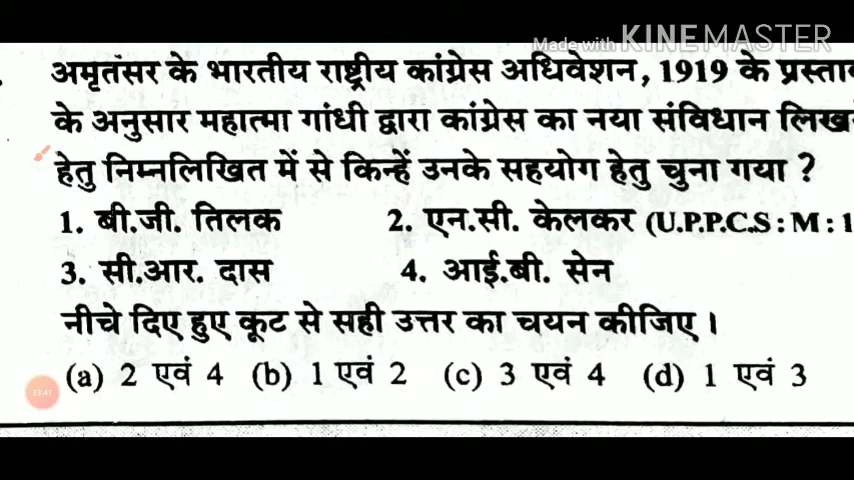 Made with KINEMASTER
अमृतसर के भारतीय राष्ट्रीय कांग्रेस अधिवेशन, 1919 के प्रस्ताव
के अनुसार महात्मा गांधी द्वारा कांग्रेस का नया संविधान लिख
हेतु निम्नलिखित में से किन्हें उनके सहयोग हेतु चुना गया ?
1. बी.जी. तिलक 2. एन.सी. केलकर (U.P.P.C.S : M : 1
3. सी.आर. दास 4. आई.बी. सेन
नीचे दिए हुए कूट से सही उत्तर का चयन कीजिए ।
(a) 2 एवं 4 (b) 1 एवं 2 (c) 3 एवं 4 (d) 1 एवं 3